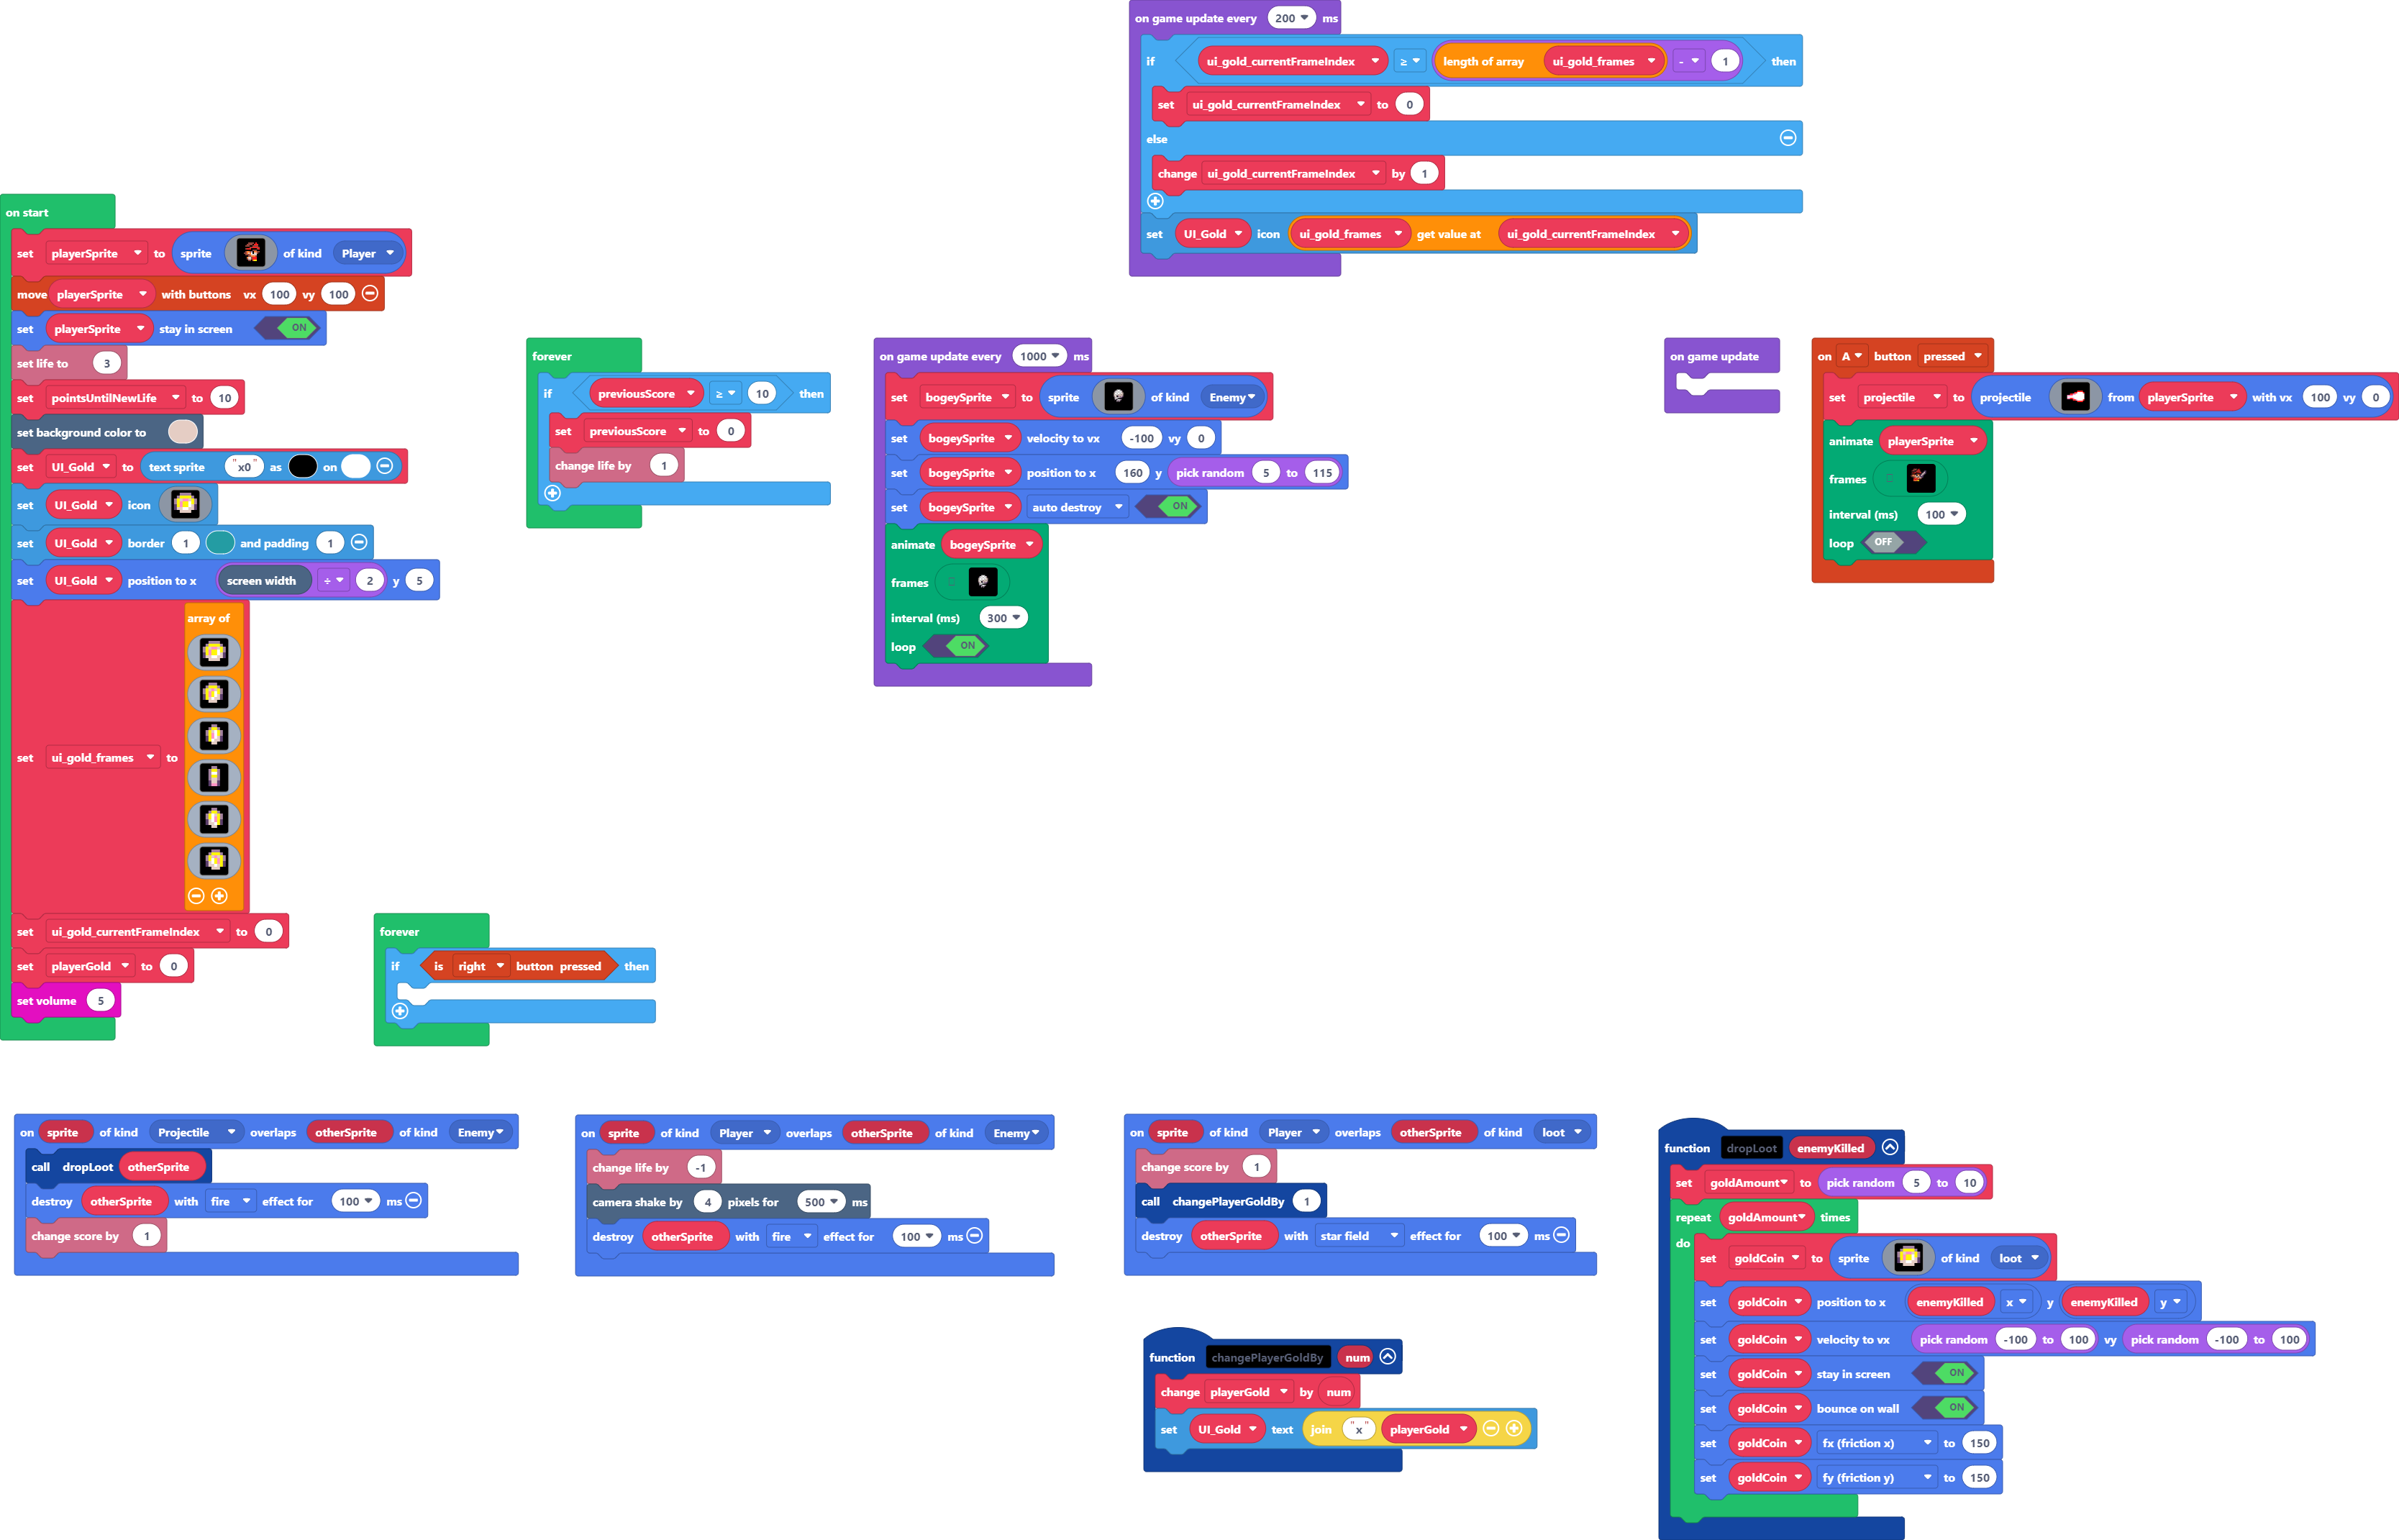 on game update every 200 ms
if ui_gold_currentFrameIndex ≥ length of array ui_gold_frames - 1 then
set ui_gold_currentFrameIndex to 0
else
change ui_gold_currentFrameIndex by 1
set UI_Gold icon ui_gold_frames get value at ui_gold_currentFrameIndex
on start
set playerSprite to sprite of kind Player
move playerSprite with buttons vx 100 vy 100
set playerSprite stay in screen ON
set life to 3
set pointsUntilNewLife to 10
set background color to
set UI_Gold to text sprite "x0" as on
set UI_Gold icon
set UI_Gold border 1 and padding 1
set UI_Gold position to x screen width ÷ 2 y 5
array of
set ui_gold_frames to
set ui_gold_currentFrameIndex to 0
set playerGold to 0
set volume 5
forever
if previousScore ≥ 10 then
set previousScore to 0
change life by 1
on game update every 1000 ms
set bogeySprite to sprite of kind Enemy
set bogeySprite velocity to vx -100 vy 0
set bogeySprite position to x 160 y pick random 5 to 115
set bogeySprite auto destroy ON
animate bogeySprite
frames
interval (ms) 300
loop ON
on game update
on A button pressed
set projectile to projectile from playerSprite with vx 100 vy 0
animate playerSprite
frames
interval (ms) 100
loop OFF
forever
if is right button pressed then
on sprite of kind Projectile overlaps otherSprite of kind Enemy
call dropLoot otherSprite
destroy otherSprite with fire effect for 100 ms
change score by 1
on sprite of kind Player overlaps otherSprite of kind Enemy
change life by -1
camera shake by 4 pixels for 500 ms
destroy otherSprite with fire effect for 100 ms
on sprite of kind Player overlaps otherSprite of kind loot
change score by 1
call changePlayerGoldBy 1
destroy otherSprite with star field effect for 100 ms
function changePlayerGoldBy num
change playerGold by num
set UI_Gold text join "x" playerGold
function dropLoot enemyKilled
set goldAmount to pick random 5 to 10
repeat goldAmount times
do
set goldCoin to sprite of kind loot
set goldCoin position to x enemyKilled x y enemyKilled y
set goldCoin velocity to vx pick random -100 to 100 vy pick random -100 to 100
set goldCoin stay in screen ON
set goldCoin bounce on wall ON
set goldCoin fx (friction x) to 150
set goldCoin fy (friction y) to 150